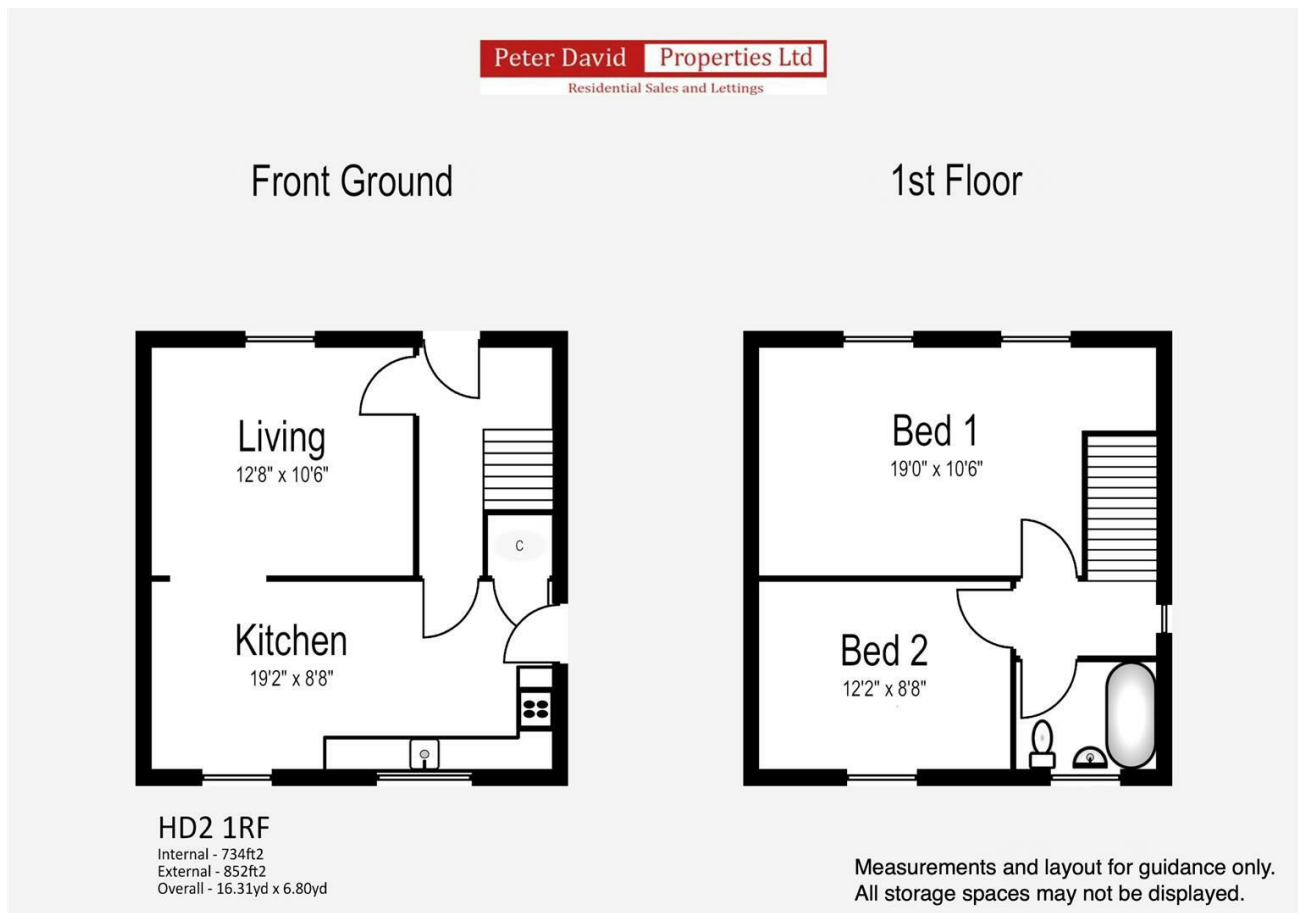 Peter David Properties Ltd
Residential Sales and Lettings
Front Ground
1st Floor
Living
12'8" x 10'6"
C
Kitchen
19'2" x 8'8"
Bed 1
19'0" x 10'6"
Bed 2
12'2" x 8'8"
HD2 1RF
Internal - 734ft2
External - 852ft2
Overall - 16.31yd x 6.80yd
Measurements and layout for guidance only.
All storage spaces may not be displayed.